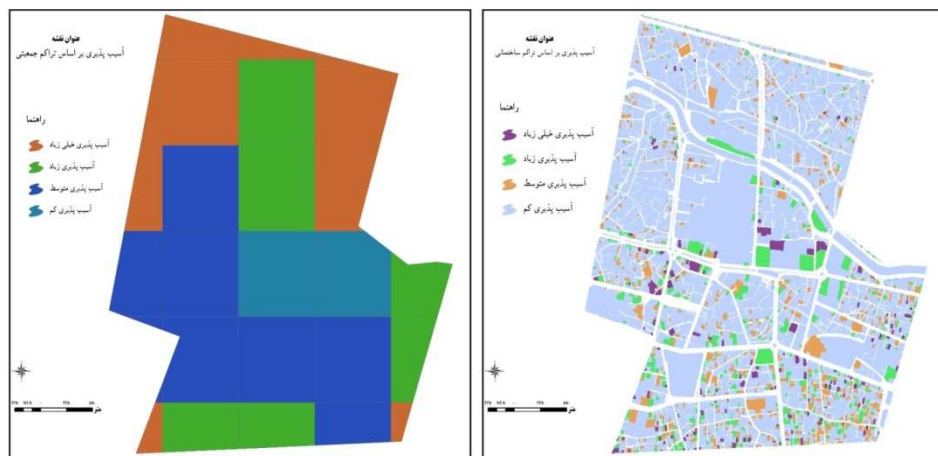 عنوان نقشه
آسیب پذیری بر اساس تراکم جمعیتی
راهنما
آسیب پذیری خیلی زیاد
آسیب پذیری زیاد
آسیب پذیری متوسط
آسیب پذیری کم
متر
عنوان نقشه
آسیب پذیری بر اساس تراکم ساختمانی
راهنما
آسیب پذیری خیلی زیاد
آسیب پذیری زیاد
آسیب پذیری متوسط
آسیب پذیری کم
متر